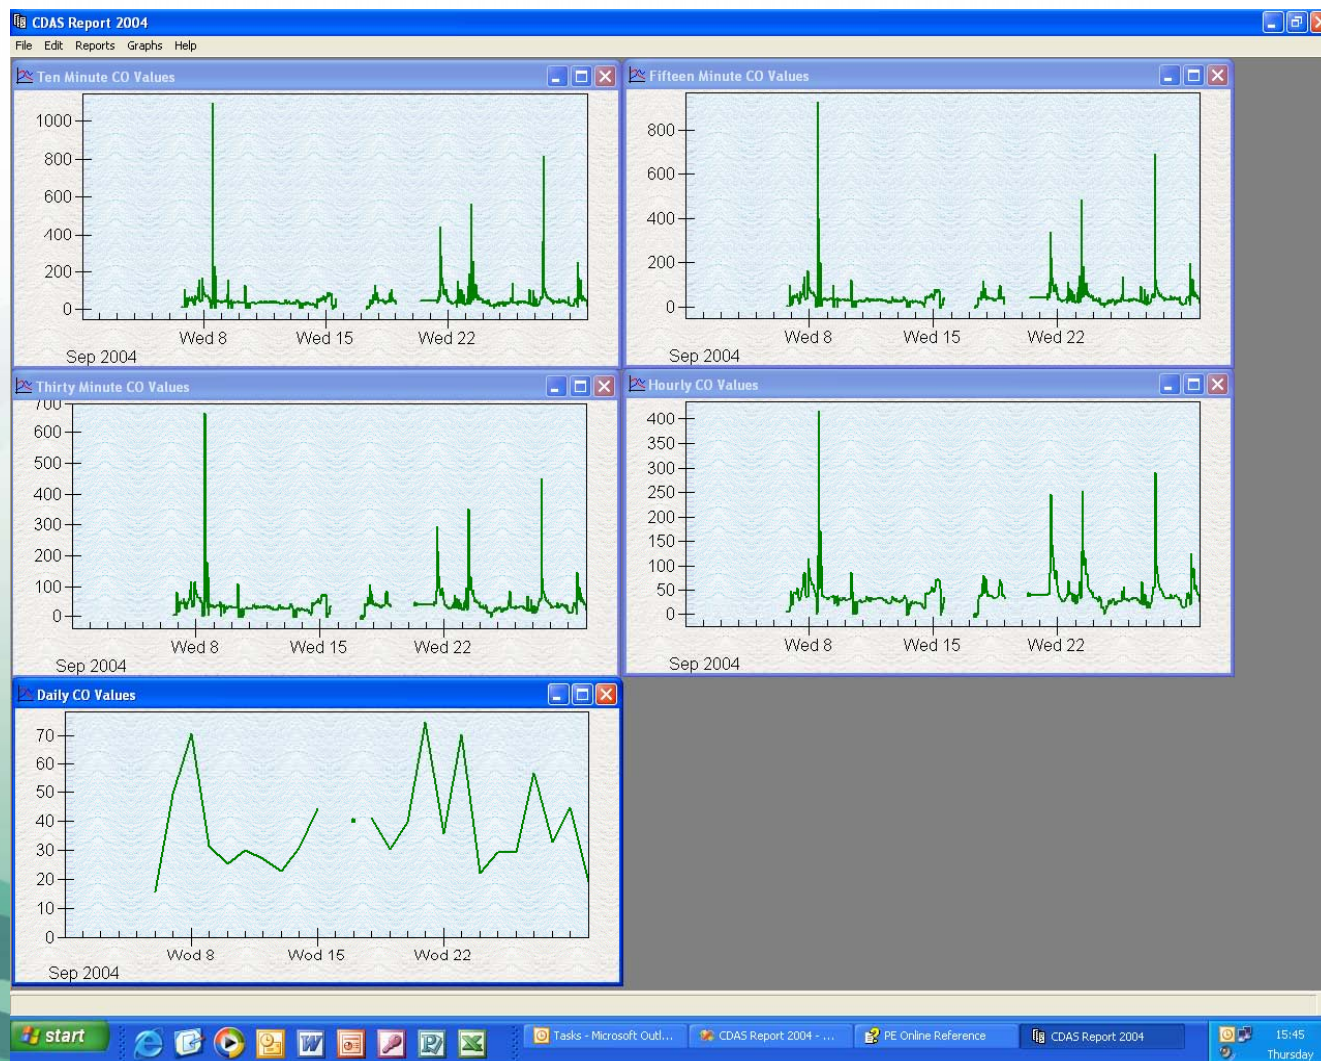 CDAS Report 2004
File Edit Reports Graphs Help
Ten Minute CO Values
1000
800
600
400
200
0
Wed 8 Wed 15 Wed 22
Sep 2004
Fifteen Minute CO Values
800
600
400
200
0
Wed 8 Wed 15 Wed 22
Sep 2004
Thirty Minute CO Values
700
600
500
400
300
200
100
0
Wed 8 Wed 15 Wed 22
Sep 2004
Hourly CO Values
400
350
300
250
200
150
100
50
0
Wed 8 Wed 15 Wed 22
Sep 2004
Daily CO Values
70
60
50
40
30
20
10
0
Wod 8 Wod 15 Wod 22
Sep 2004
start
Tasks - Microsoft Outl...
CDAS Report 2004 - ...
PE Online Reference
CDAS Report 2004
15:45
Thursday